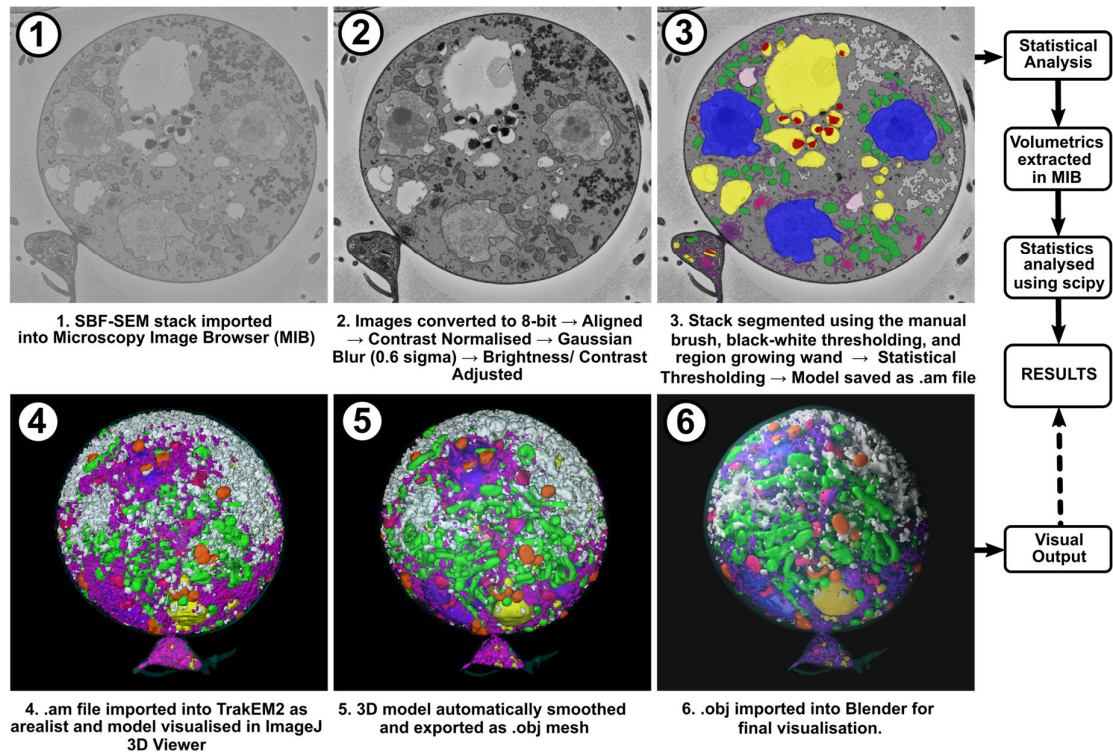 1
2
3
1. SBF-SEM stack imported
into Microscopy Image Browser (MIB)
2. Images converted to 8-bit → Aligned
→ Contrast Normalised → Gaussian
Blur (0.6 sigma) → Brightness/ Contrast
Adjusted
3. Stack segmented using the manual
brush, black-white thresholding, and
region growing wand → Statistical
Thresholding → Model saved as .am file
4
5
6
4. .am file imported into TrakEM2 as
arealist and model visualised in ImageJ
3D Viewer
5. 3D model automatically smoothed
and exported as .obj mesh
6. .obj imported into Blender for
final visualisation.
Statistical
Analysis
Volumetrics
extracted
in MIB
Statistics
analysed
using scipy
RESULTS
Visual
Output